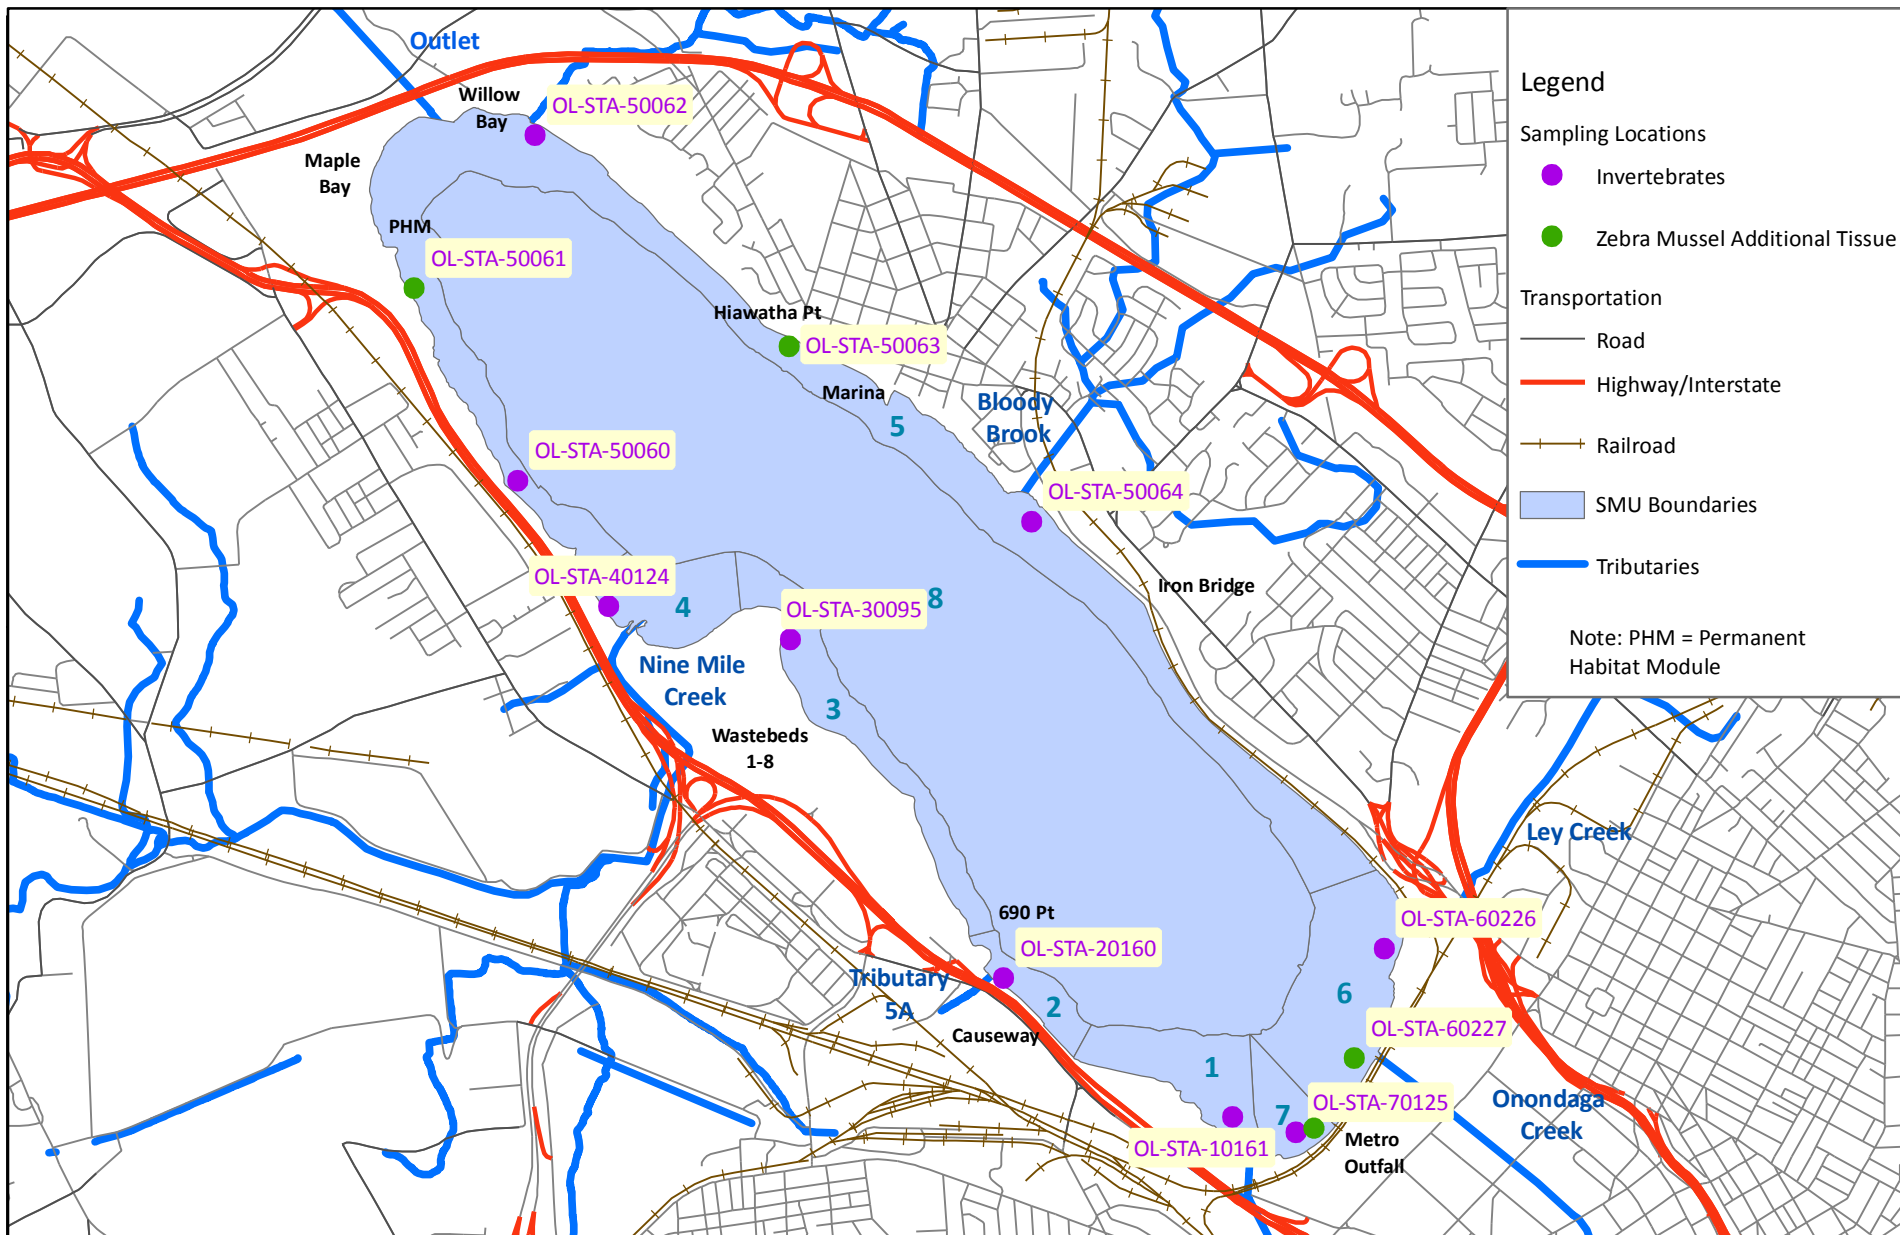 Outlet
Willow
Bay
OL-STA-50062
Maple
Bay
PHM
OL-STA-50061
Hiawatha Pt
OL-STA-50063
Marina
5
Bloody
Brook
OL-STA-50060
OL-STA-50064
OL-STA-40124
4
OL-STA-30095
8
Iron Bridge
Nine Mile
Creek
3
Wastebeds
1-8
Ley Creek
690 Pt
OL-STA-20160
OL-STA-60226
Tributary
5A
2
6
Causeway
OL-STA-60227
1
7
OL-STA-70125
Onondaga
Creek
OL-STA-10161
Metro
Outfall
Legend
Sampling Locations
Invertebrates
Zebra Mussel Additional Tissue
Transportation
Road
Highway/Interstate
Railroad
SMU Boundaries
Tributaries
Note: PHM = Permanent
Habitat Module